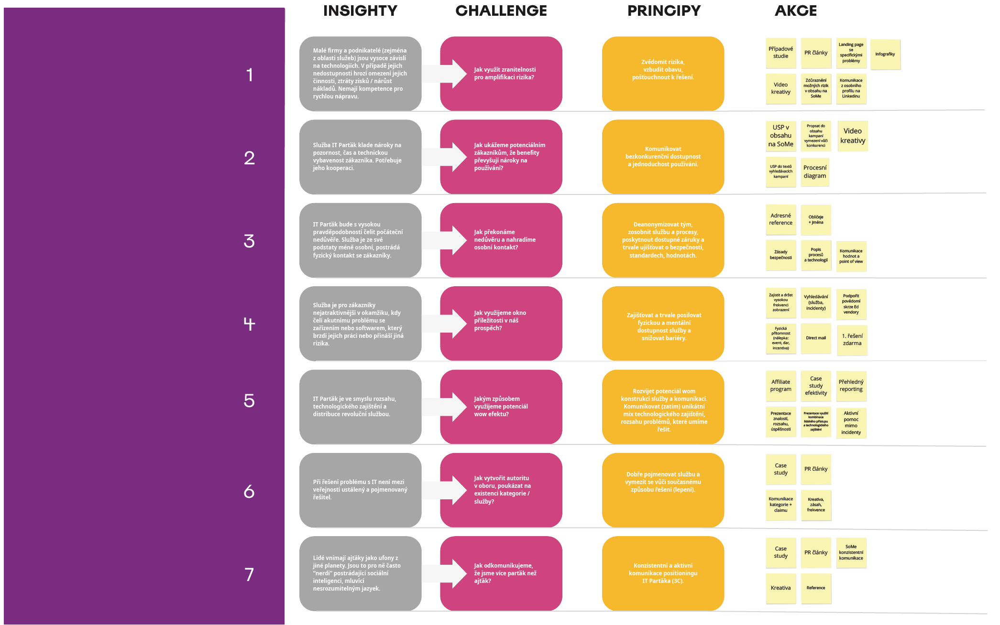 INSIGHTY
CHALLENGE
PRINCIPY
AKCE
1
Malé firmy a podnikatelé (zejména
z oblasti služeb) jsou vysoce závislí
na technologiích. V případě jejich
nedostupnosti hrozí omezení jejich
činnosti, ztráty zisků / nárůst
nákladů. Nemají kompetence pro
rychlou nápravu.
Jak využít zranitelnosti
pro amplifikaci rizika?
Zvědomit rizika,
vzbudit obavu,
pošťouchnout k řešení.
Případové
studie
PR články
Landing page
se
specifickými
problémy
Infografiky
Video
kreativy
Zdůraznění
možných rizik
v obsahu na
SoMe
Komunikace
z osobního
profilu na
Linkedinu
2
Služba IT Parťák klade nároky na
pozornost, čas a technickou
vybavenost zákazníka. Potřebuje
jeho kooperaci.
Jak ukážeme potenciálním
zákazníkům, že benefity
převyšují nároky na
používání?
Komunikovat
bezkonkurenční dostupnost
a jednoduchost používání.
USP v
obsahu
na SoMe
Propsat do
obsahu
kampaní
vymezení vůči
konkurenci
Video
kreativy
USP do textů
vyhledávacích
kampaní
Procesní
diagram
3
IT Parťák bude s vysokou
pravděpodobností čelit počáteční
nedůvěře. Služba je ze své
podstaty méně osobní, postrádá
fyzický kontakt se zákazníky.
Jak překonáme
nedůvěru a nahradíme
osobní kontakt?
Deanonymizovat tým,
zosobnit službu a procesy,
poskytnout dostupné záruky a
trvale ujišťovat o bezpečnosti,
standardech, hodnotách.
Adresné
reference
Obličeje
+ jména
Zásady
bezpečnosti
Popis
procesů
a technologií
Komunikace
hodnot a
point of view
4
Služba je pro zákazníky
nejatraktivnější v okamžiku, kdy
čelí akutnímu problému se
zařízením nebo softwarem, který
brzdí jejich práci nebo přináší jiná
rizika.
Jak využijeme okno
příležitosti v náš
prospěch?
Zajišťovat a trvale posilovat
fyzickou a mentální
dostupnost služby a
snižovat bariéry.
Zajistit a držet
vysokou
frekvenci
zobrazení
Vyhledávání
(služba,
incidenty)
Podpořit
povědomí
skrze Ed
vendory
Fyzická
přítomnost
(nálepka:
event, dar,
incentiva)
Direct mail
1. řešení
zdarma
5
IT Parťák je ve smyslu rozsahu,
technologického zajištění a
distribuce revoluční službou.
Jakým způsobem
využijeme potenciál
wow efektu?
Rozvíjet potenciál wom
konstrukcí služby a komunikací.
Komunikovat (zatím) unikátní
mix technologického zajištění,
rozsahu problémů, které umíme
řešit.
Affiliate
program
Case
study
efektivity
Přehledný
reporting
Prezentace
znalostí,
rozsahu,
úspěšnosti
Prezentace využití
kombinace
lidského přístupu
a technologického
zajištění
Aktivní
pomoc
mimo
incidenty
6
Při řešení problému s IT není mezi
veřejnosti ustálený a pojmenovaný
řešitel.
Jak vytvořit autoritu
v oboru, poukázat na
existenci kategorie /
služby?
Dobře pojmenovat službu a
vymezit se vůči současnému
způsobu řešení (lepení).
Case
study
PR články
Komunikace
kategorie +
claimu
Kreativa,
zásah,
frekvence
7
Lidé vnímají ajťáky jako ufony z
jiné planety. Jsou to pro ně často
“nerdi” postrádající sociální
inteligenci, mluvící
nesrozumitelným jazyek.
Jak odkomunikujeme,
že jsme více parťák než
ajťák?
Konzistentní a aktivní
komunikace positioningu
IT Parťáka (3C).
Case
study
PR články
SoMe
konzistentní
komunikace
Kreativa
Reference